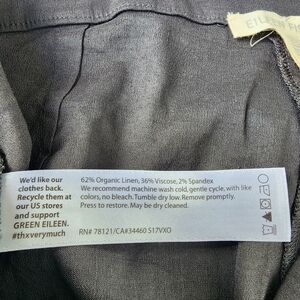 EILEEN FIS
We'd like our
clothes back.
Recycle them at
our US stores
and support
GREEN EILEEN.
#thxverymuch
62% Organic Linen, 36% Viscose, 2% Spandex
We recommend machine wash cold, gentle cycle, with like
colors, no bleach. Tumble dry low. Remove promptly.
Press to restore. May be dry cleaned.
RN# 78121/CA#34460 S17VXO